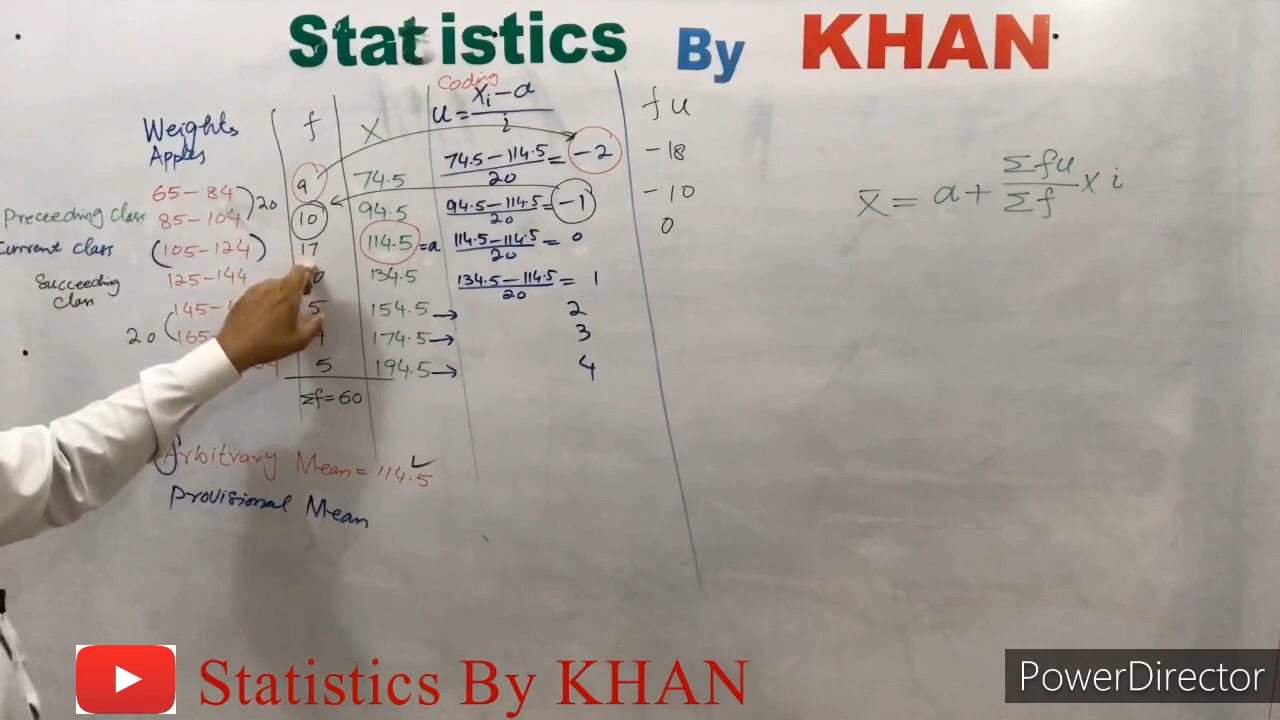 Statistics By KHAN
Weights
Apples
f
X
Coding
u = (Xi - a) / i
f u
65-84
85-104
20
Preceeding Class
Current class
(105-124)
Succeeding
Class
125-144
145-
165-
20
9
10
17
5
5
Σf = 60
74.5
94.5
114.5 = a
134.5
154.5 →
174.5 →
194.5 →
(74.5 - 114.5) / 20 = -2
(94.5 - 114.5) / 20 = -1
(114.5 - 114.5) / 20 = 0
(134.5 - 114.5) / 20 = 1
2
3
4
-18
-10
0
x̄ = a + Σfu / Σf × i
Arbitrary Mean = 114.5
Provisional Mean
Statistics By KHAN
PowerDirector